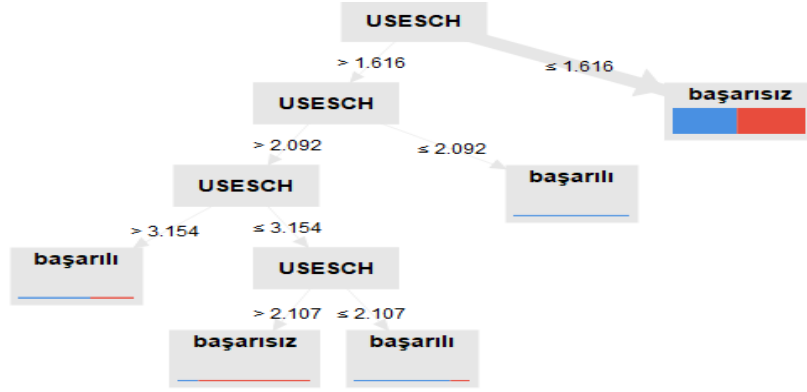 USESCH
> 1.616
≤ 1.616
USESCH
başarısız
> 2.092
≤ 2.092
USESCH
başarılı
> 3.154
≤ 3.154
başarılı
USESCH
> 2.107
≤ 2.107
başarısız
başarılı